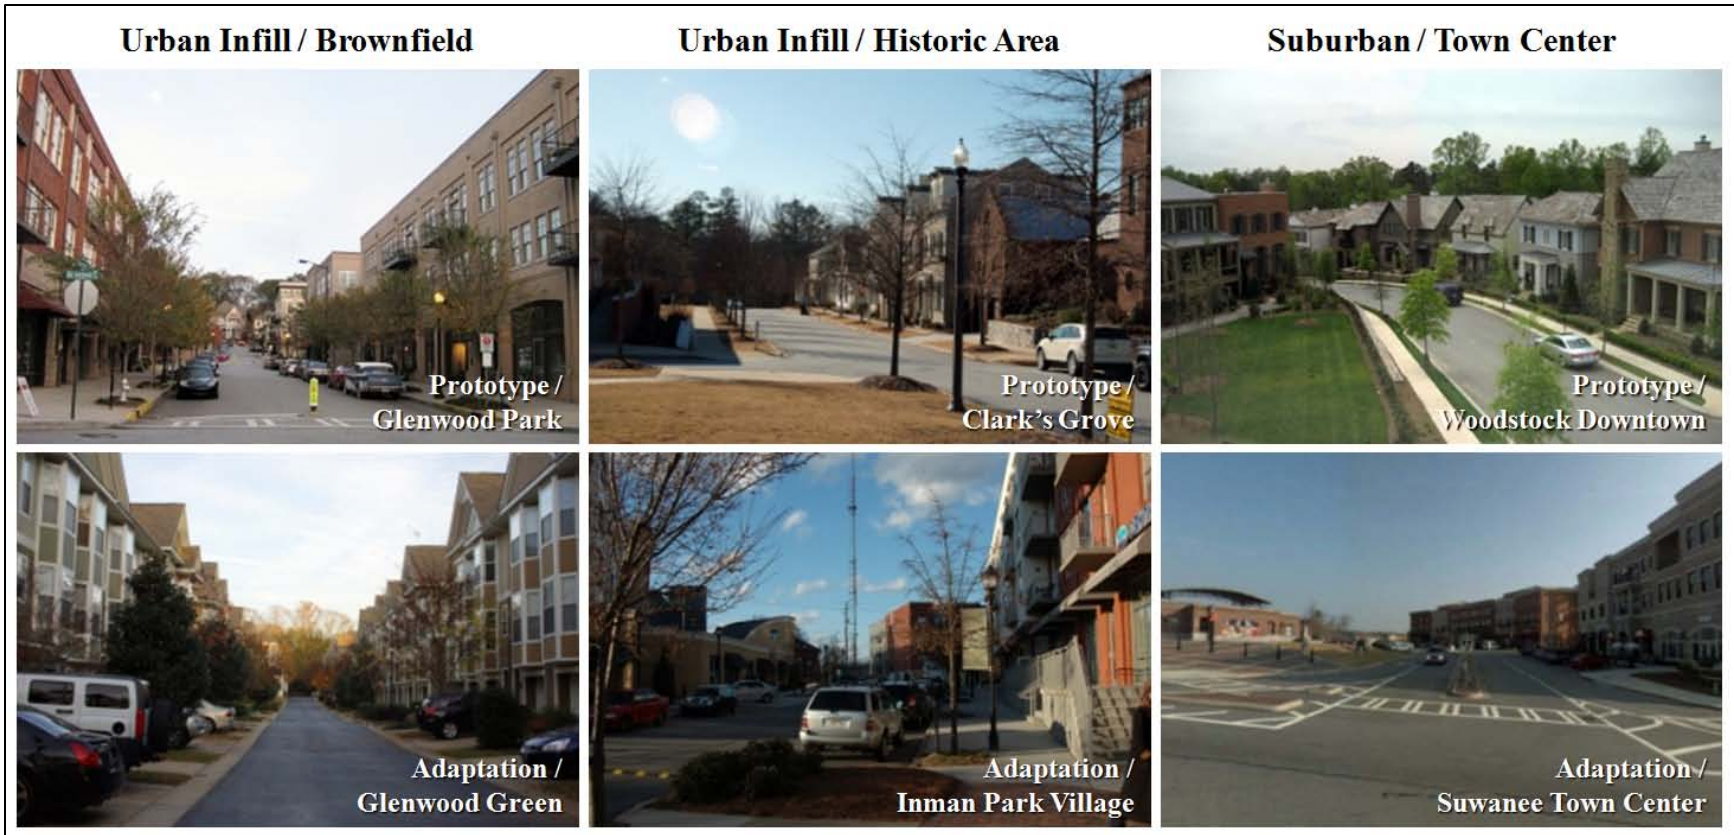 Urban Infill / Brownfield
Urban Infill / Historic Area
Suburban / Town Center
Prototype /
Glenwood Park
Prototype /
Clark's Grove
Prototype /
Woodstock Downtown
Adaptation /
Glenwood Green
Adaptation /
Inman Park Village
Adaptation /
Suwanee Town Center